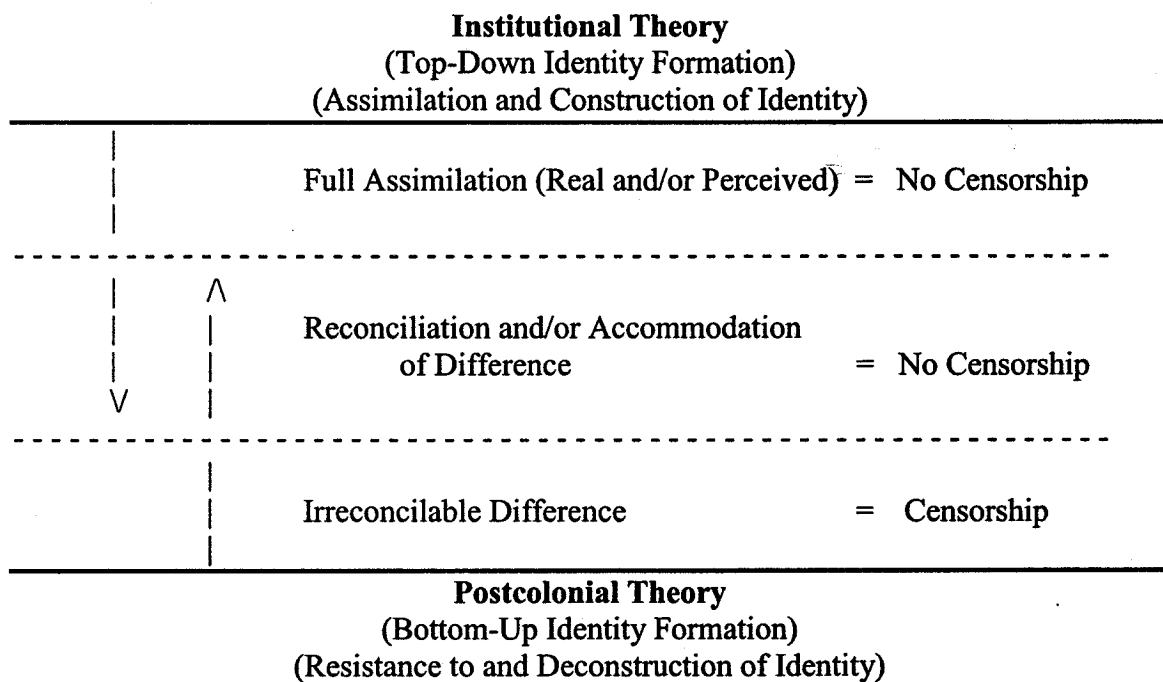 Institutional Theory
(Top-Down Identity Formation)
(Assimilation and Construction of Identity)
Full Assimilation (Real and/or Perceived) = No Censorship
Reconciliation and/or Accommodation
of Difference = No Censorship
Irreconcilable Difference = Censorship
Postcolonial Theory
(Bottom-Up Identity Formation)
(Resistance to and Deconstruction of Identity)